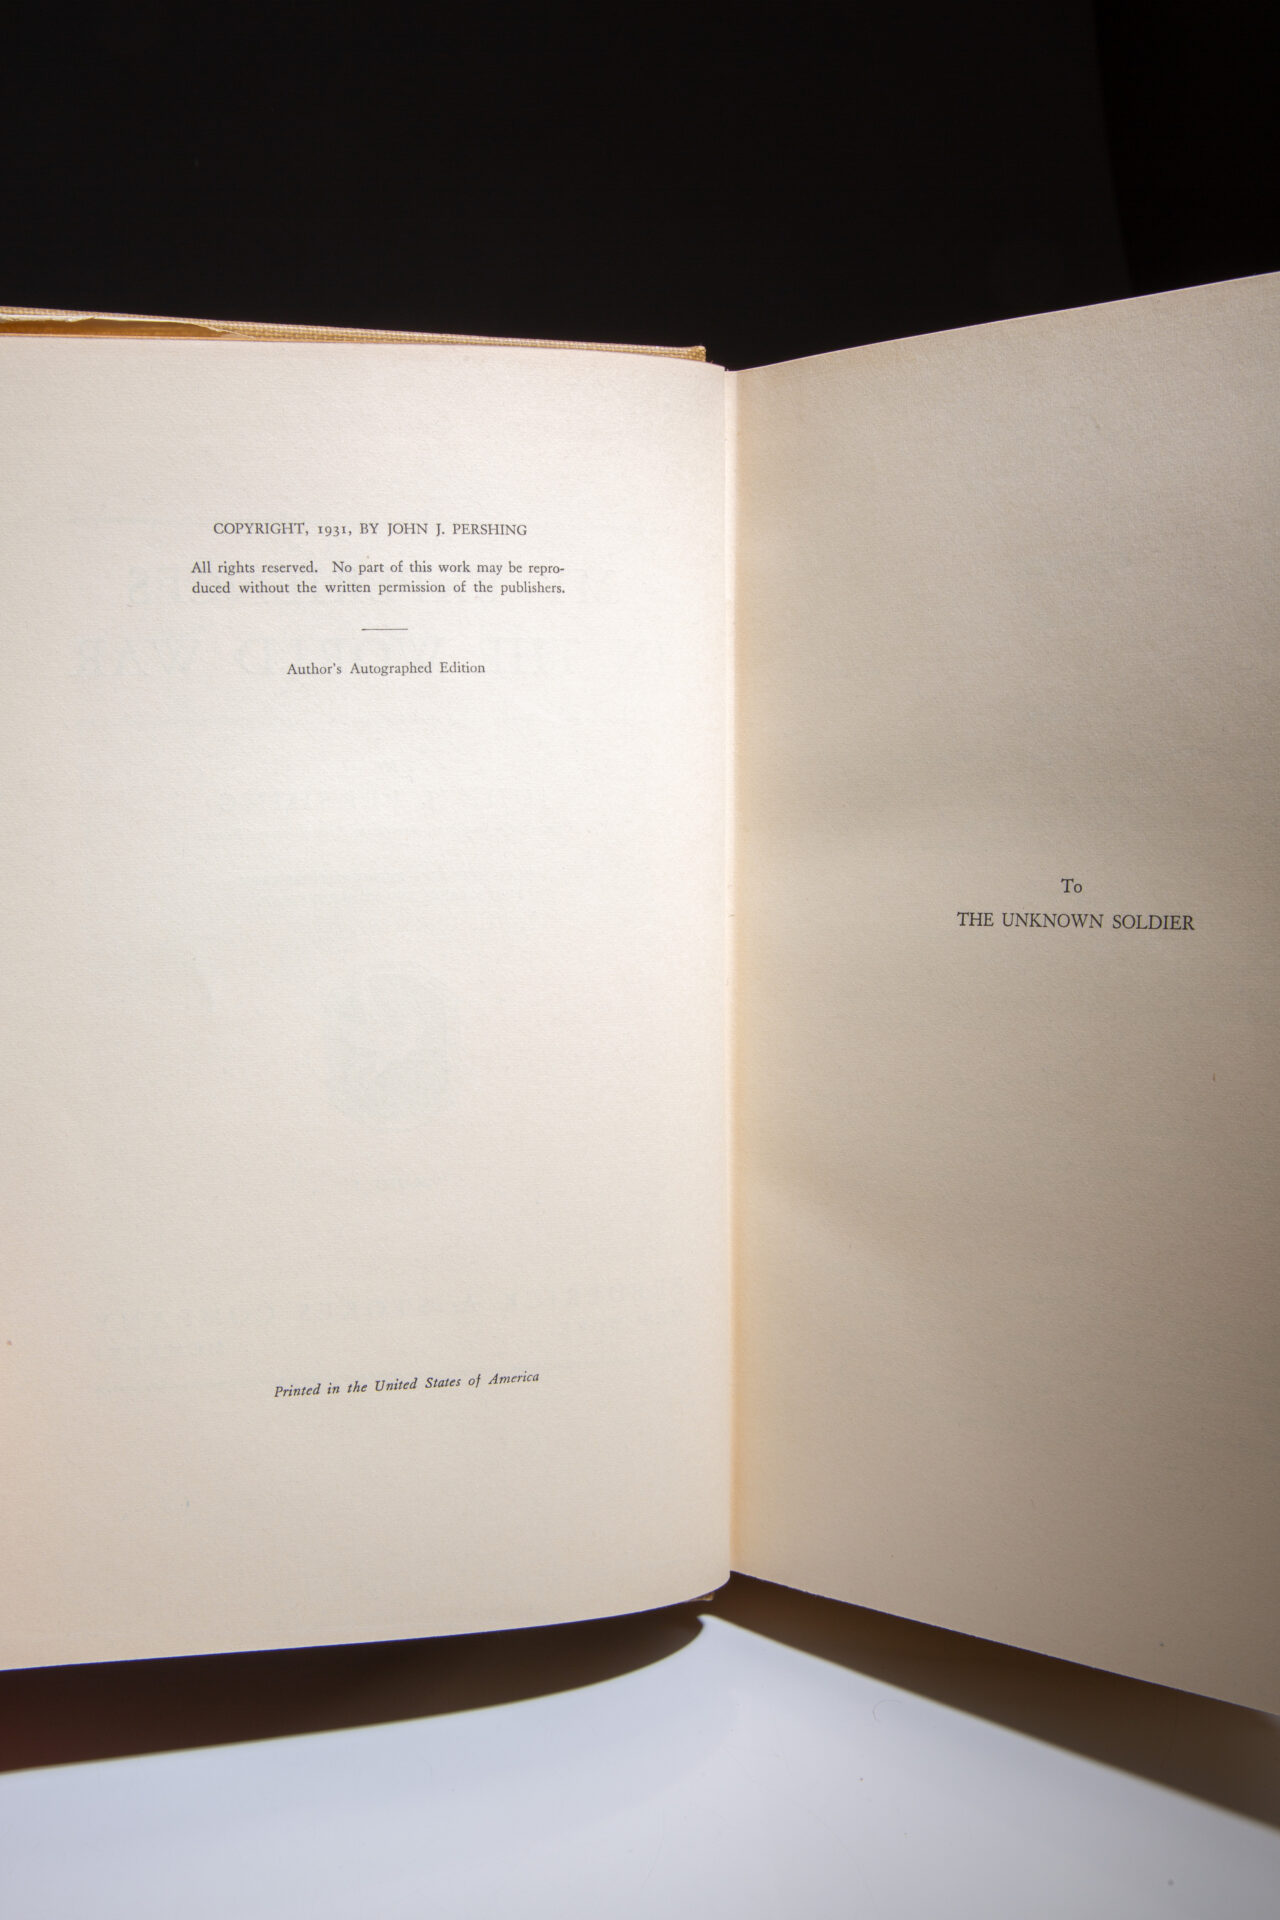 COPYRIGHT, 1931, BY JOHN J. PERSHING
All rights reserved. No part of this work may be repro-
duced without the written permission of the publishers.
Author's Autographed Edition
Printed in the United States of America
To
THE UNKNOWN SOLDIER